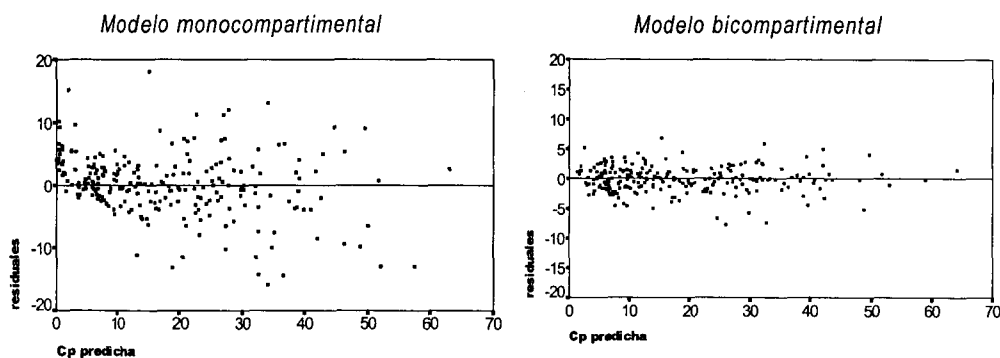 Modelo monocompartimental
20
10
0
-10
-20
residuales
0 10 20 30 40 50 60 70
Cp predicha
Modelo bicompartimental
20
15
10
5
0
-5
-10
-15
-20
residuales
0 10 20 30 40 50 60 70
Cp predicha